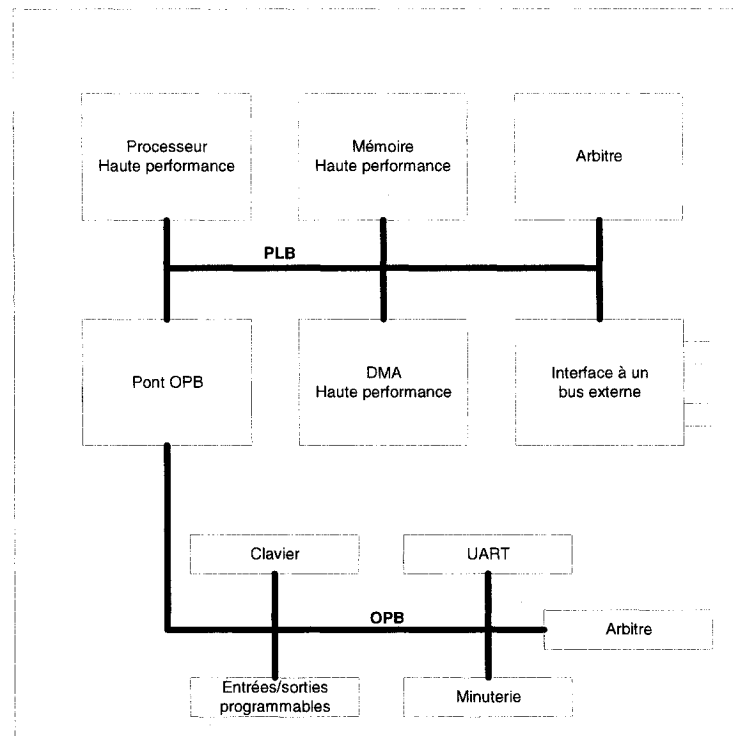 Processeur
Haute performance
Mémoire
Haute performance
Arbitre
PLB
Pont OPB
DMA
Haute performance
Interface à un
bus externe
Clavier
UART
OPB
Arbitre
Entrées/sorties
programmables
Minuterie